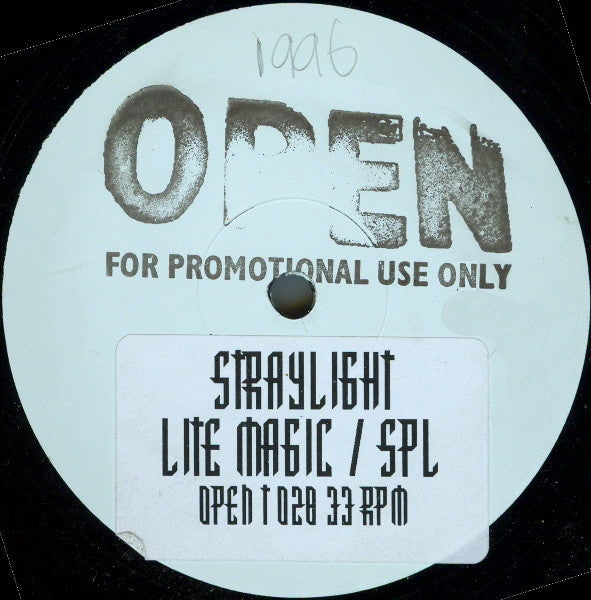 1996
OPEN
FOR PROMOTIONAL USE ONLY
STRAYLIGHT
LITE MAGIC / SPL
OPEN T 028 33 RPM